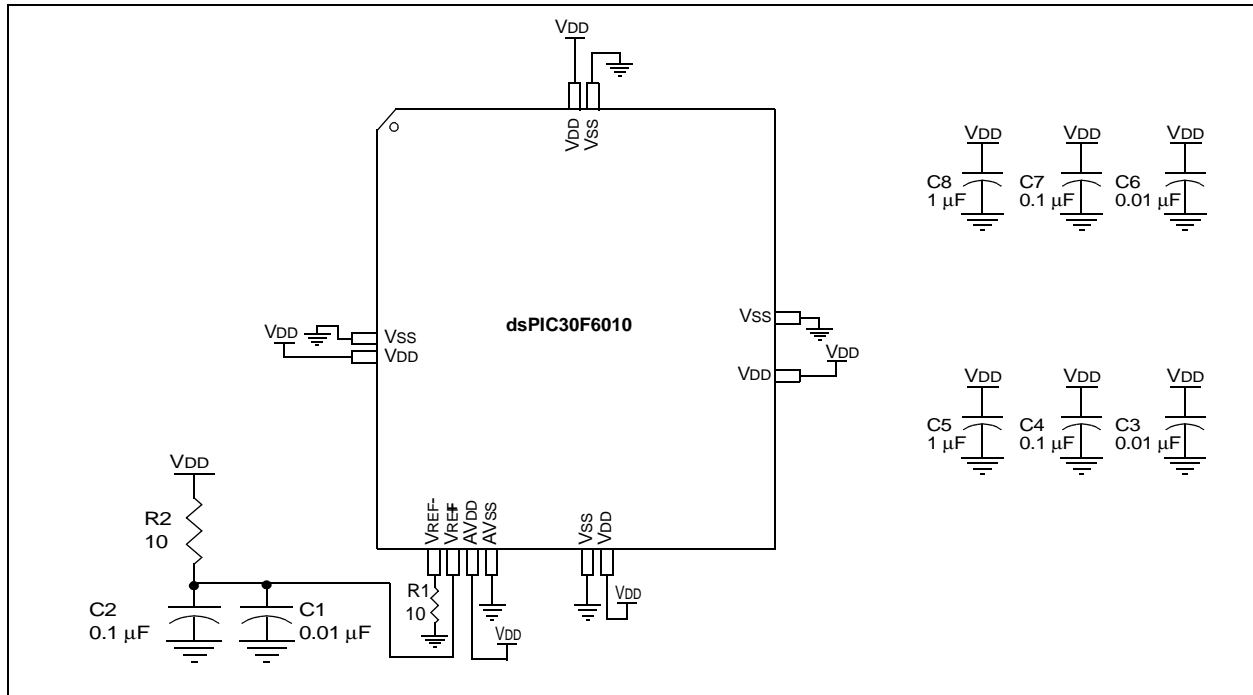 VDD
VDD
VSS
VDD
VDD
VDD
C8
1 µF
C7
0.1 µF
C6
0.01 µF
dsPIC30F6010
VDD
VSS
VDD
VSS
VDD
VDD
VDD
VDD
VDD
C5
1 µF
C4
0.1 µF
C3
0.01 µF
VDD
R2
10
VREF-
VREF+
AVDD
AVSS
VSS
VDD
R1
10
VDD
VDD
C2
0.1 µF
C1
0.01 µF